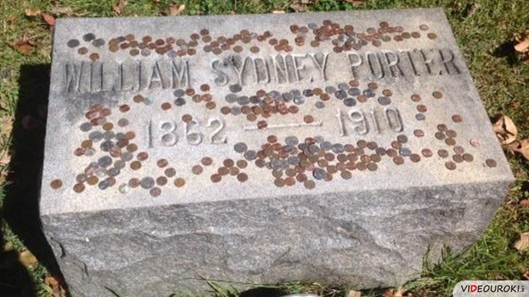 WILLIAM SYDNEY PORTER
1862 — 1910
VIDEOUROKI